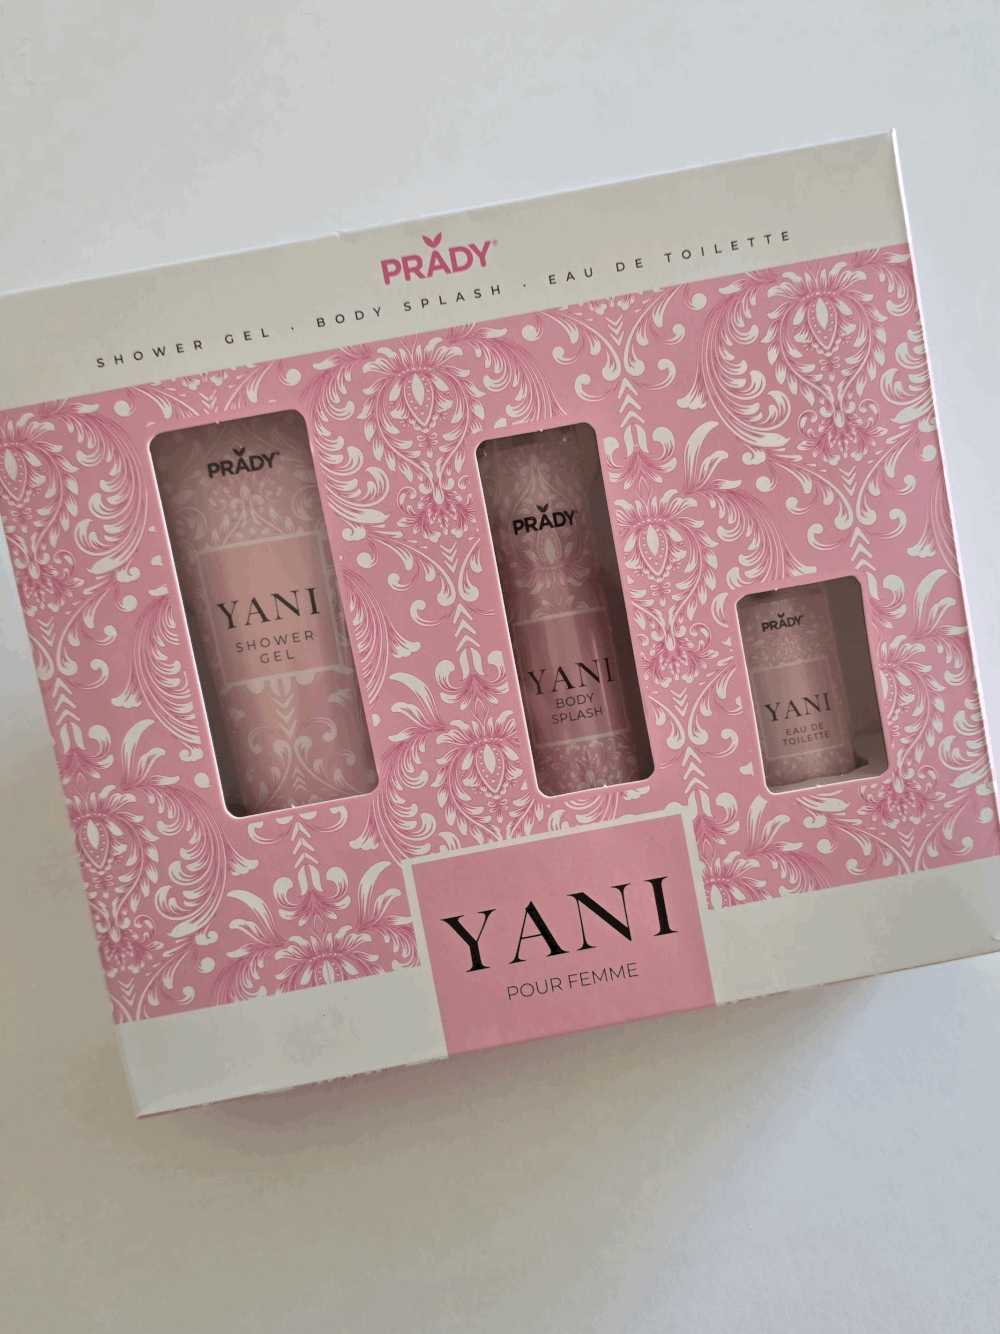 PRADY®
SHOWER GEL · BODY SPLASH · EAU DE TOILETTE
PRADY
YANI
SHOWER
GEL
PRADY
YANI
BODY
SPLASH
PRADY
YANI
EAU DE
TOILETTE
YANI
POUR FEMME